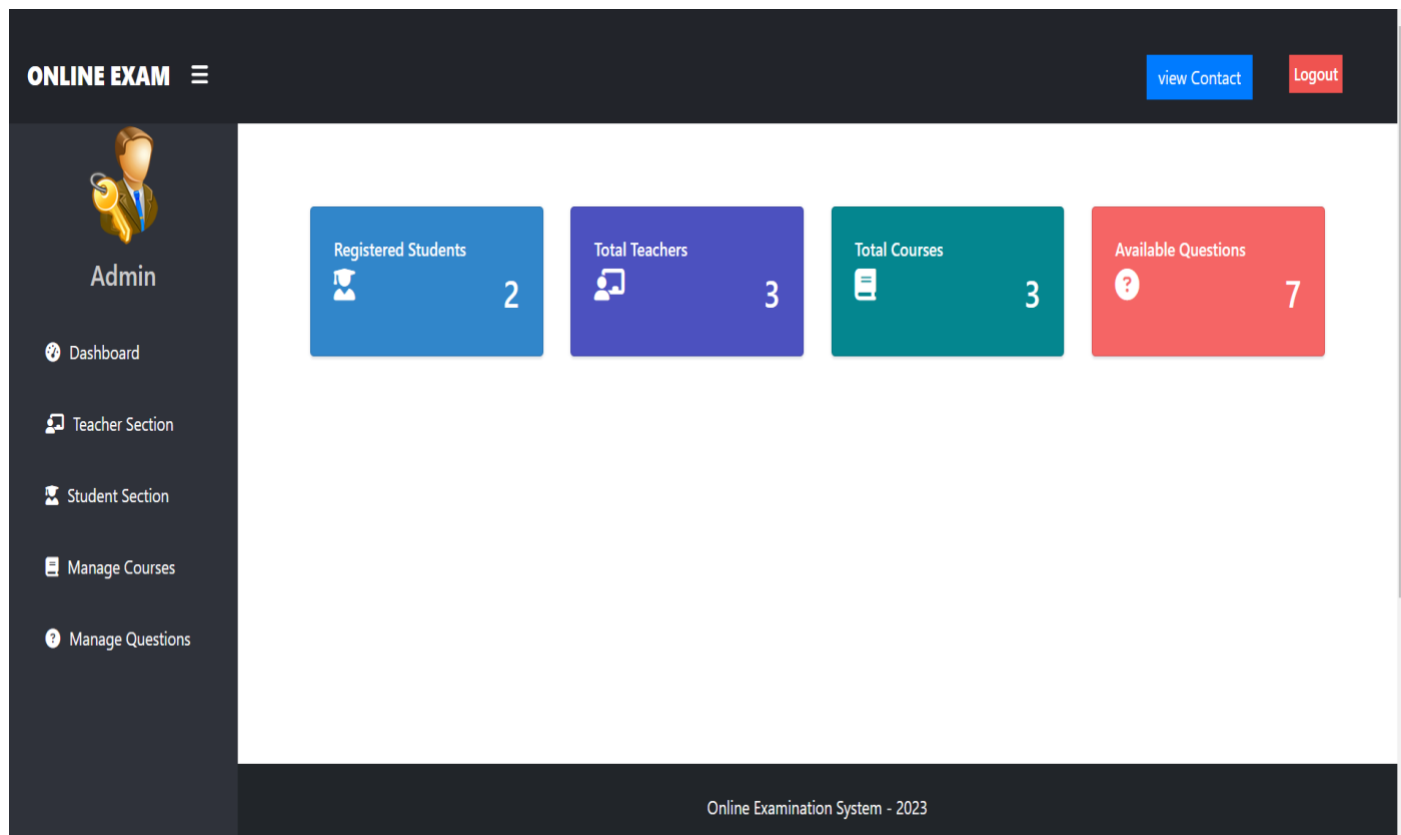 ONLINE EXAM
view Contact
Logout
Admin
Dashboard
Teacher Section
Student Section
Manage Courses
Manage Questions
Registered Students
2
Total Teachers
3
Total Courses
3
Available Questions
7
Online Examination System - 2023